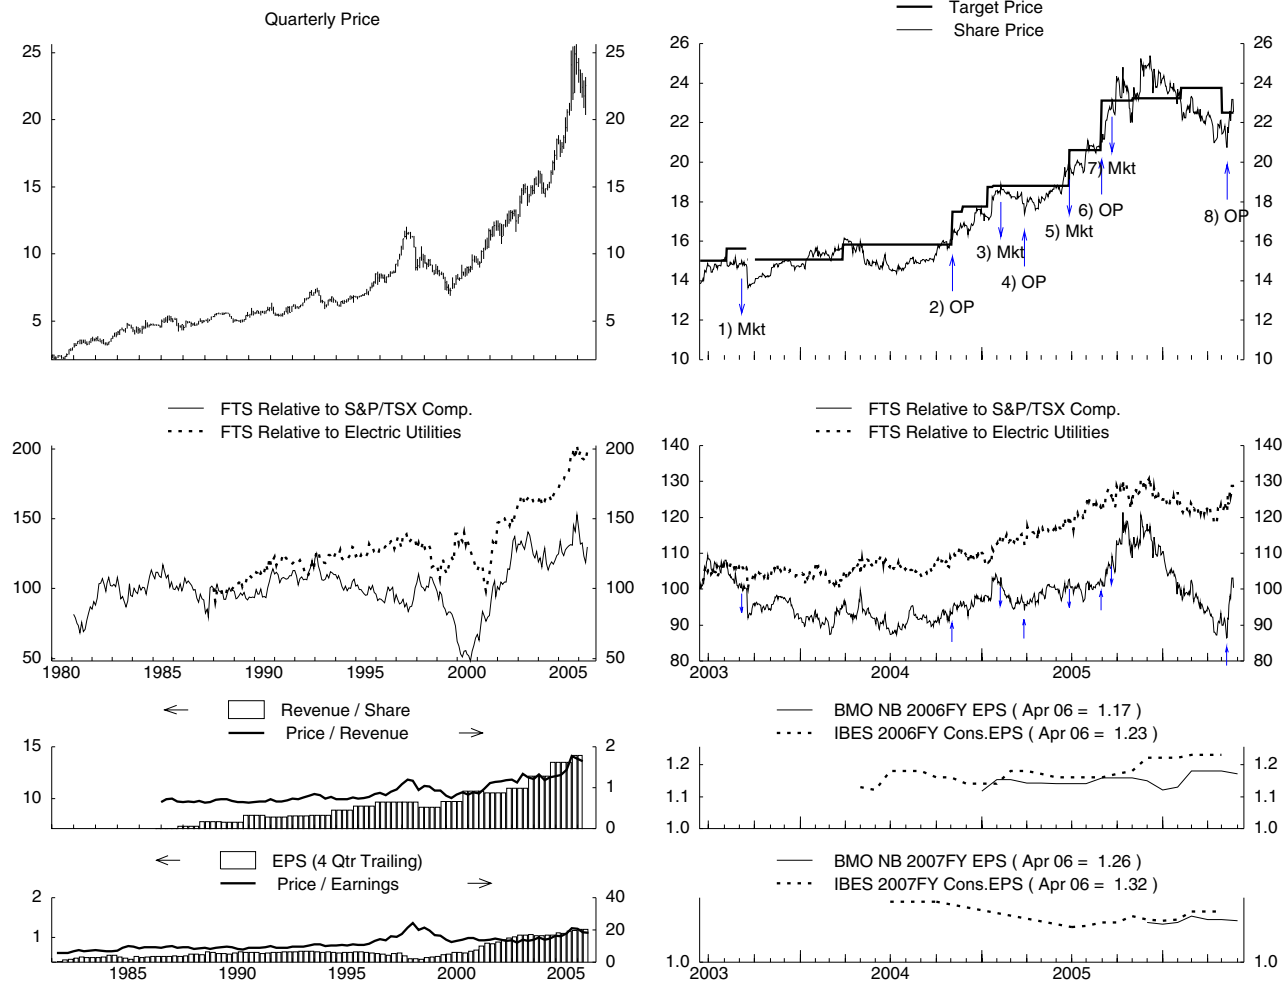 Quarterly Price
25 25
20 20
15 15
10 10
5 5
Target Price
Share Price
26 26
24 24
22 22
20 20
18 18
16 16
14 14
12 12
10 10
1) Mkt
2) OP
3) Mkt
4) OP
5) Mkt
6) OP
7) Mkt
8) OP
FTS Relative to S&P/TSX Comp.
FTS Relative to Electric Utilities
200 200
150 150
100 100
50 50
1980 1985 1990 1995 2000 2005
FTS Relative to S&P/TSX Comp.
FTS Relative to Electric Utilities
140 140
130 130
120 120
110 110
100 100
90 90
80 80
2003 2004 2005
Revenue / Share
Price / Revenue
15 2
10 1
0
BMO NB 2006FY EPS ( Apr 06 = 1.17 )
IBES 2006FY Cons.EPS ( Apr 06 = 1.23 )
1.2 1.2
1.1 1.1
1.0 1.0
EPS (4 Qtr Trailing)
Price / Earnings
2 40
1 20
0
1985 1990 1995 2000 2005
BMO NB 2007FY EPS ( Apr 06 = 1.26 )
IBES 2007FY Cons.EPS ( Apr 06 = 1.32 )
1.0 1.0
2003 2004 2005